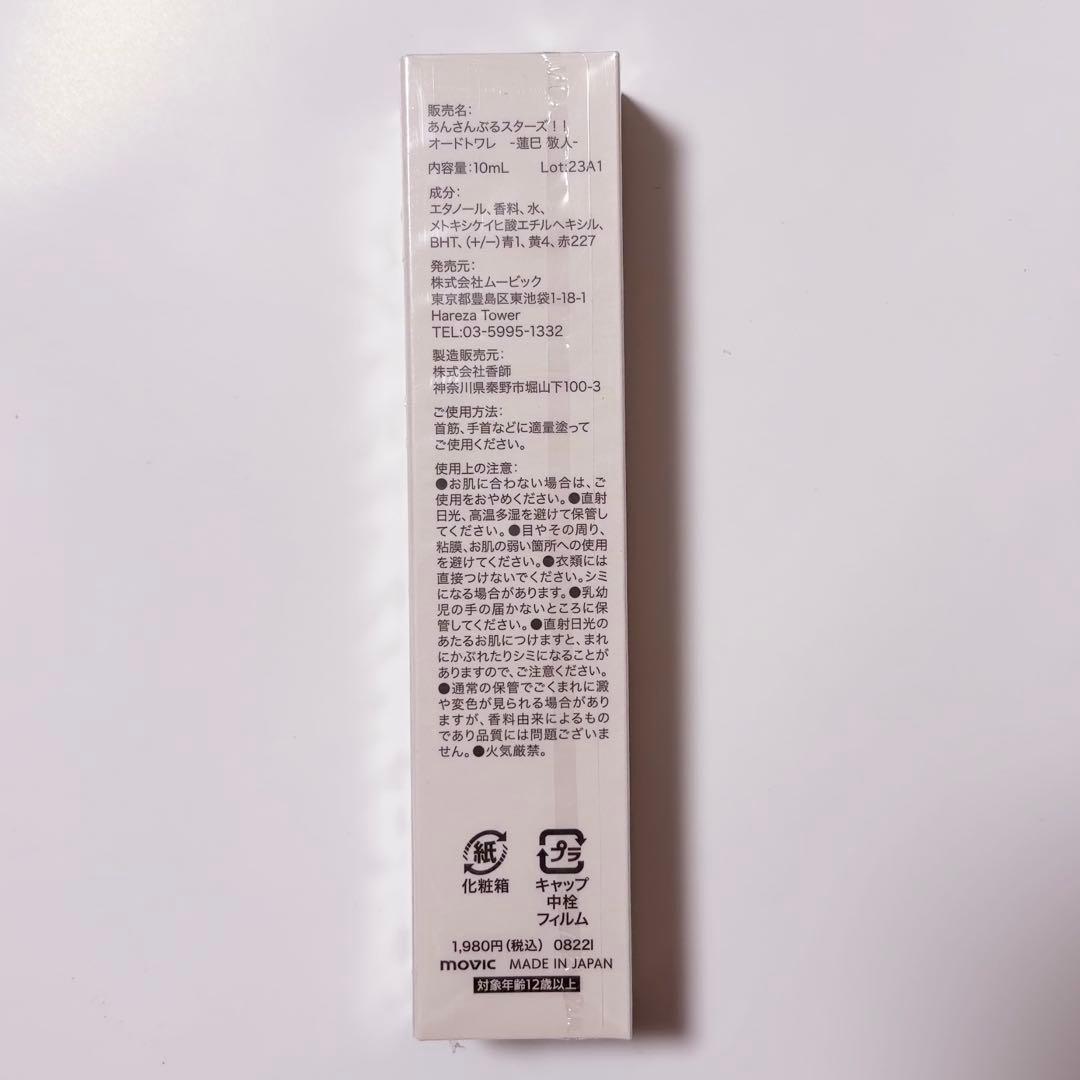 販売名:
あんさんぶるスターズ！！
オードトワレ -蓮巳 敬人-
内容量:10mL Lot:23A1
成分:
エタノール、香料、水、
メトキシケイヒ酸エチルヘキシル、
BHT、(+/−)青1、黄4、赤227
発売元:
株式会社ムービック
東京都豊島区東池袋1-18-1
Hareza Tower
TEL:03-5995-1332
製造販売元:
株式会社香師
神奈川県秦野市堀山下100-3
ご使用方法:
首筋、手首などに適量塗って
ご使用ください。
使用上の注意:
●お肌に合わない場合は、ご
使用をおやめください。●直射
日光、高温多湿を避けて保管し
てください。●目やその周り、
粘膜、お肌の弱い箇所への使用
を避けてください。●衣類には
直接つけないでください。シミ
になる場合があります。●乳幼
児の手の届かないところに保
管してください。●直射日光の
あたるお肌につけますと、まれ
にかぶれたりシミになることが
ありますので、ご注意ください。
●通常の保管でごくまれに澱
や変色が見られる場合があり
ますが、香料由来によるもの
であり品質には問題ございま
せん。●火気厳禁。
紙 プラ
化粧箱 キャップ
中栓
フィルム
1,980円(税込) 0822I
movic MADE IN JAPAN
対象年齢12歳以上